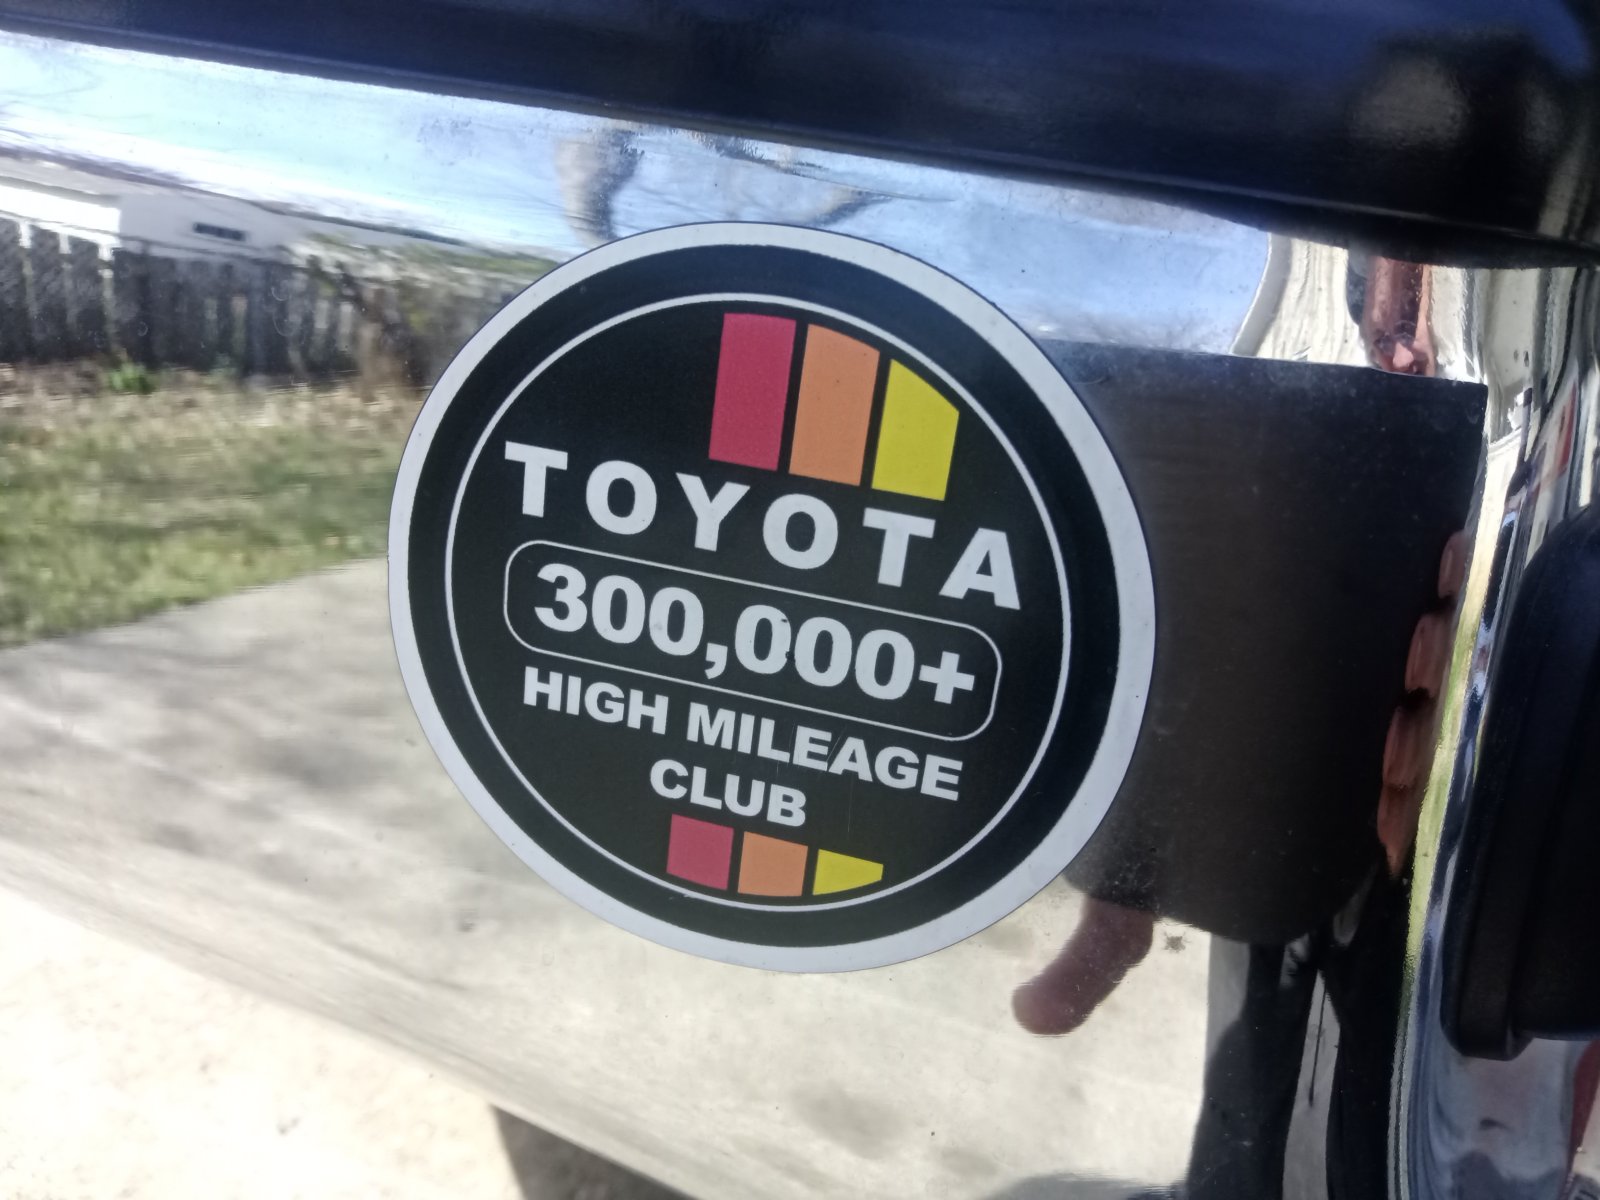 TOYOTA
300,000+
HIGH MILEAGE
CLUB